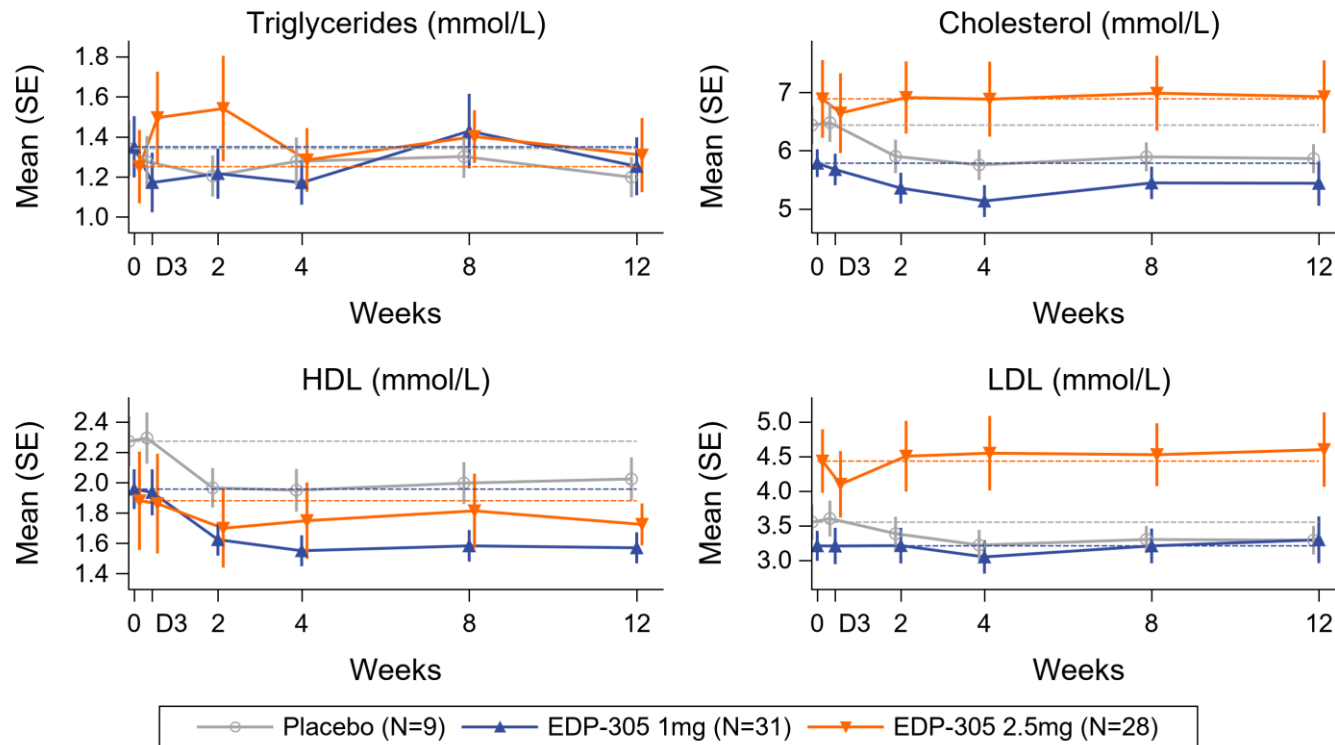 Triglycerides (mmol/L)
Mean (SE)
1.8
1.6
1.4
1.2
1.0
0 D3 2 4 8 12
Weeks
Cholesterol (mmol/L)
Mean (SE)
7
6
5
0 D3 2 4 8 12
Weeks
HDL (mmol/L)
Mean (SE)
2.4
2.2
2.0
1.8
1.6
1.4
0 D3 2 4 8 12
Weeks
LDL (mmol/L)
Mean (SE)
5.0
4.5
4.0
3.5
3.0
0 D3 2 4 8 12
Weeks
Placebo (N=9) EDP-305 1mg (N=31) EDP-305 2.5mg (N=28)